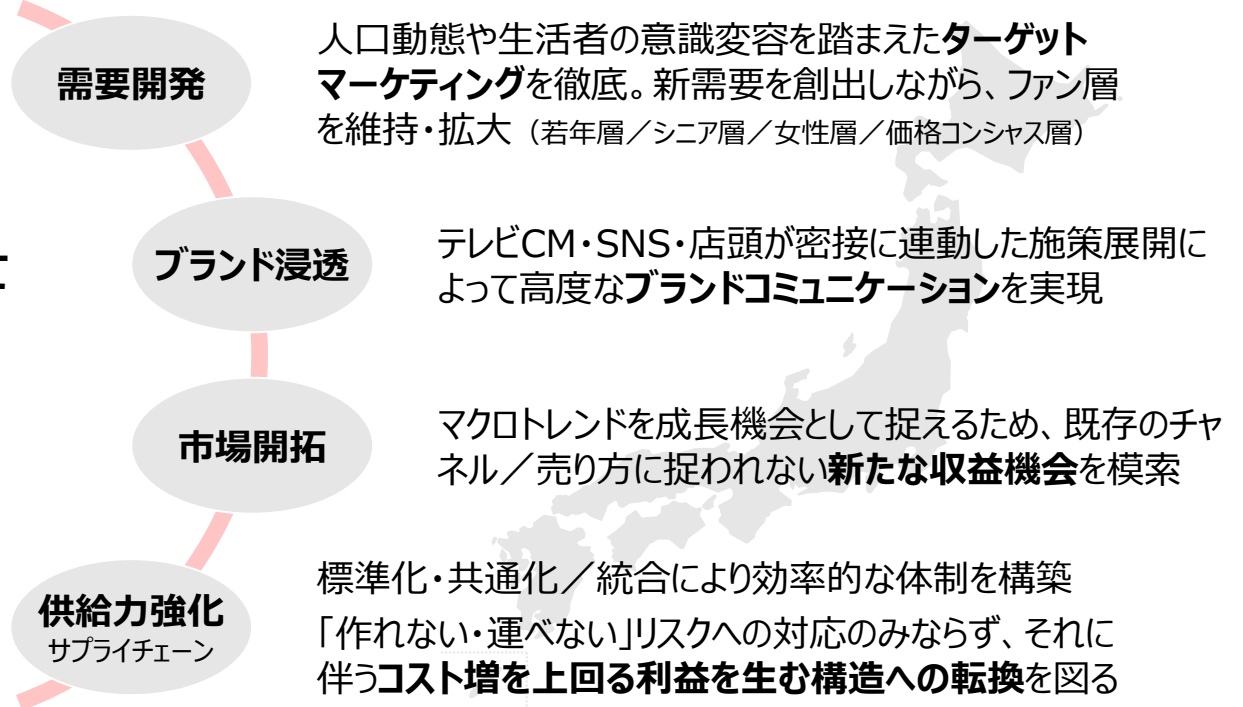 需要開発
人口動態や生活者の意識変容を踏まえたターゲット
マーケティングを徹底。新需要を創出しながら、ファン層
を維持・拡大（若年層／シニア層／女性層／価格コンシャス層）
ブランド浸透
テレビCM・SNS・店頭が密接に連動した施策展開に
よって高度なブランドコミュニケーションを実現
市場開拓
マクロトレンドを成長機会として捉えるため、既存のチャ
ネル／売り方に捉われない新たな収益機会を模索
供給力強化
サプライチェーン
標準化・共通化／統合により効率的な体制を構築
「作れない・運べない」リスクへの対応のみならず、それに
伴うコスト増を上回る利益を生む構造への転換を図る